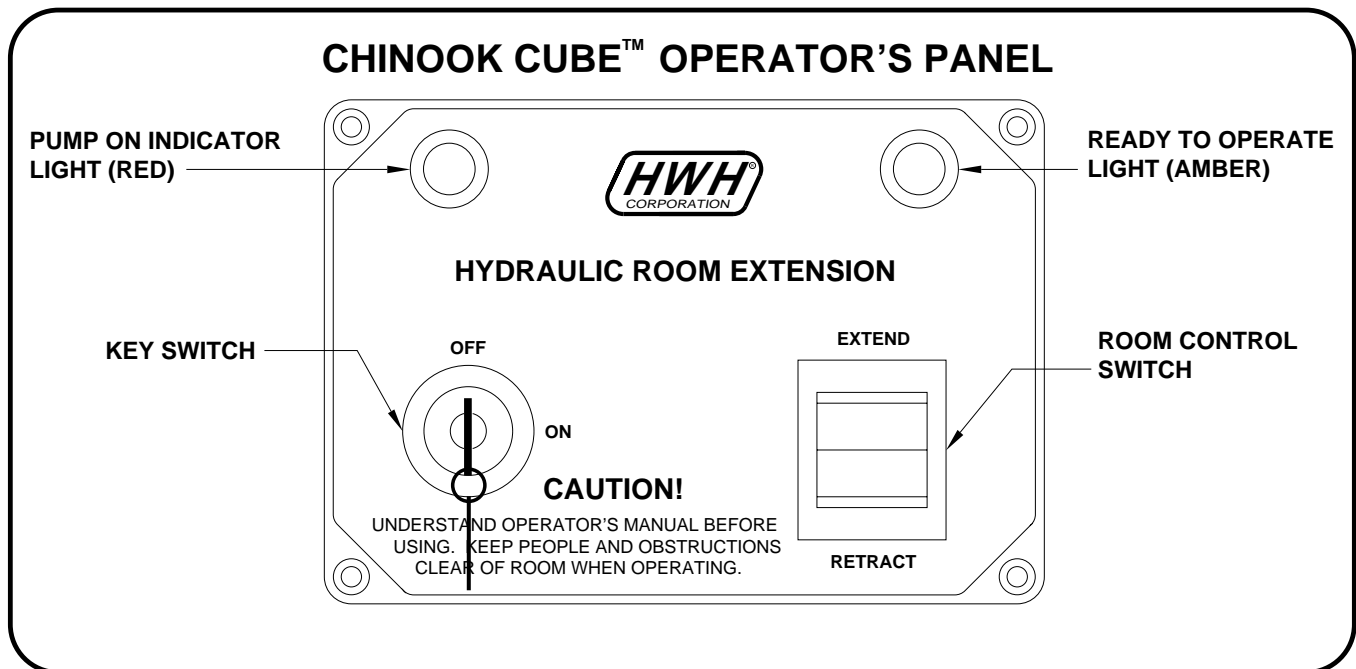 CHINOOK CUBE™ OPERATOR'S PANEL
PUMP ON INDICATOR
LIGHT (RED)
READY TO OPERATE
LIGHT (AMBER)
HWH®
CORPORATION
HYDRAULIC ROOM EXTENSION
KEY SWITCH
OFF
ON
EXTEND
RETRACT
ROOM CONTROL
SWITCH
CAUTION!
UNDERSTAND OPERATOR'S MANUAL BEFORE
USING. KEEP PEOPLE AND OBSTRUCTIONS
CLEAR OF ROOM WHEN OPERATING.